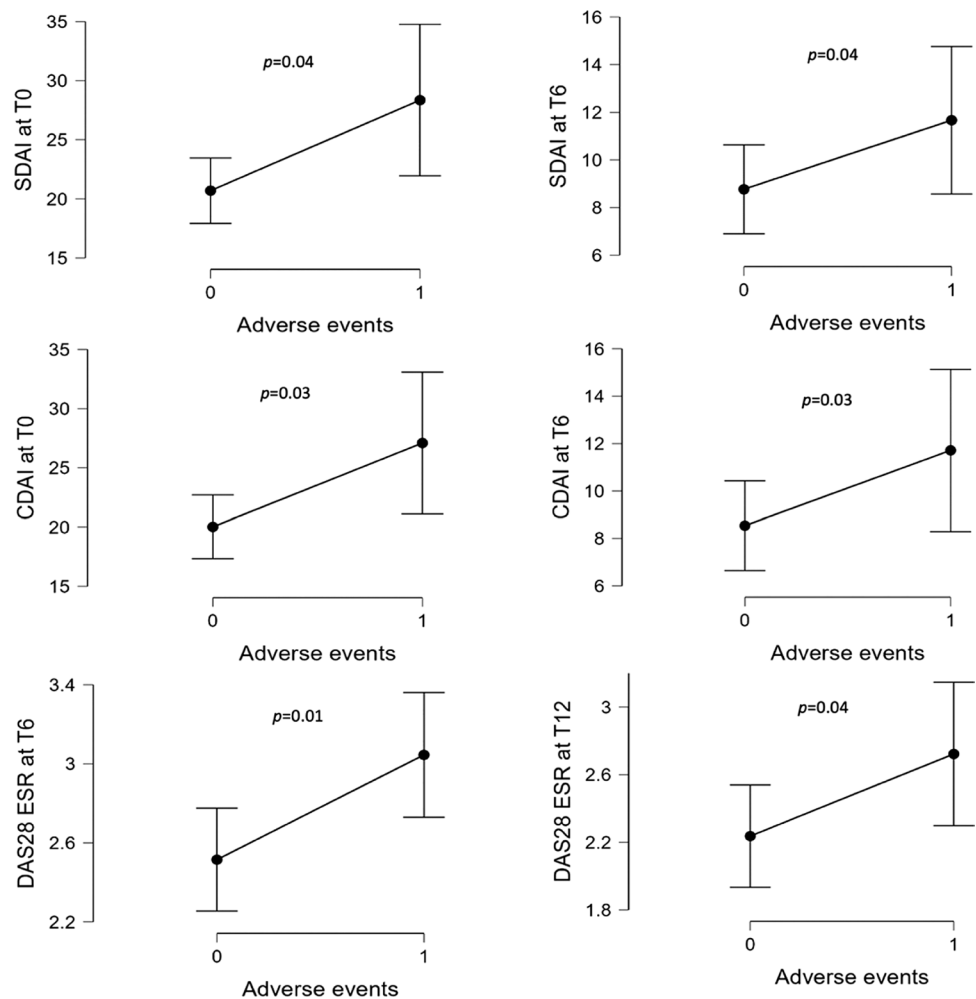 SDAI at T0
35
30
25
20
15
p=0.04
0 1
Adverse events
SDAI at T6
16
14
12
10
8
6
p=0.04
0 1
Adverse events
CDAI at T0
35
30
25
20
15
p=0.03
0 1
Adverse events
CDAI at T6
16
14
12
10
8
6
p=0.03
0 1
Adverse events
DAS28 ESR at T6
3.4
3
2.6
2.2
p=0.01
0 1
Adverse events
DAS28 ESR at T12
3
2.6
2.2
1.8
p=0.04
0 1
Adverse events